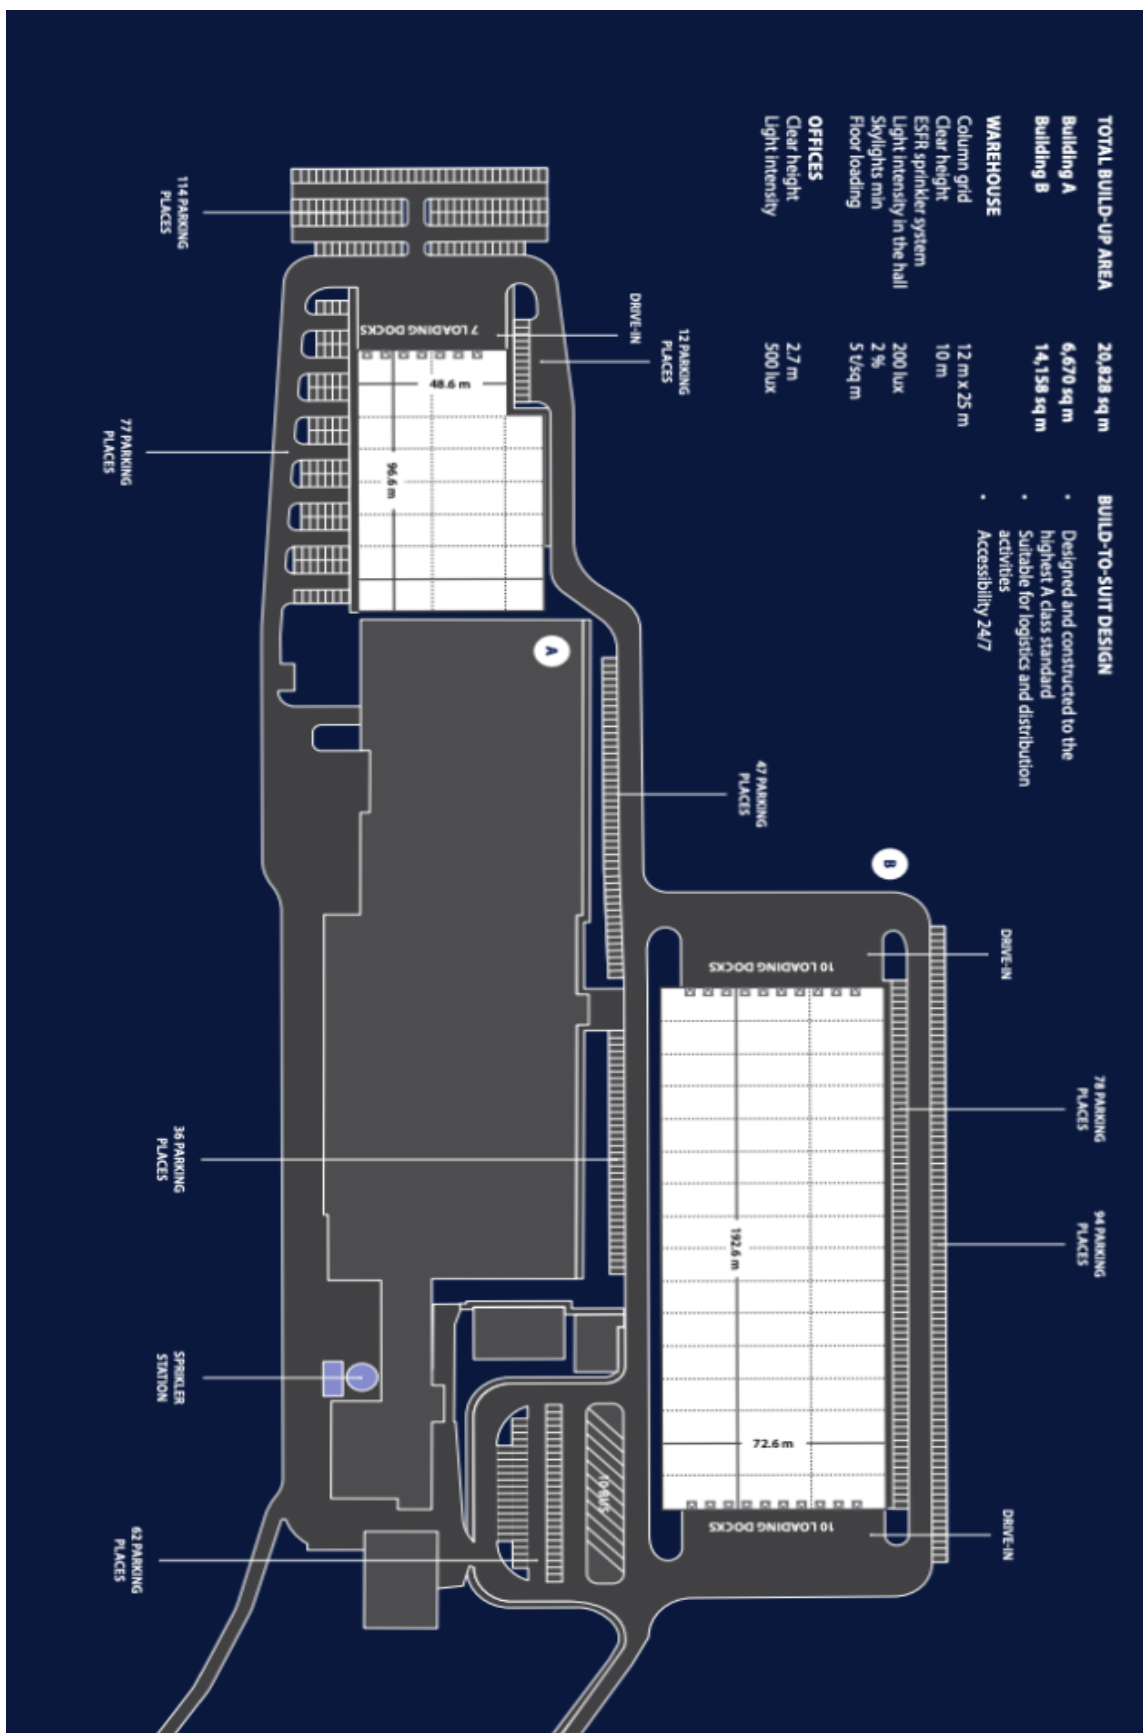 TOTAL BUILD-UP AREA 20,828 sq m
Building A 6,670 sq m
Building B 14,158 sq m
WAREHOUSE
Column grid 12 m x 25 m
Clear height 10 m
ESFR sprinkler system
Light intensity in the hall 200 lux
Skylights min 2 %
Floor loading 5 t/sq m
OFFICES
Clear height 2.7 m
Light intensity 500 lux
BUILD-TO-SUIT DESIGN
• Designed and constructed to the
highest A class standard
• Suitable for logistics and distribution
activities
• Accessibility 24/7
B
DRIVE-IN
78 PARKING
PLACES
94 PARKING
PLACES
DRIVE-IN
10 LOADING DOCKS
192.6 m
72.6 m
10 LOADING DOCKS
12 PARKING
PLACES
DRIVE-IN
47 PARKING
PLACES
7 LOADING DOCKS
48.6 m
96.6 m
A
10 BUS
114 PARKING
PLACES
77 PARKING
PLACES
36 PARKING
PLACES
SPRIKLER
STATION
62 PARKING
PLACES